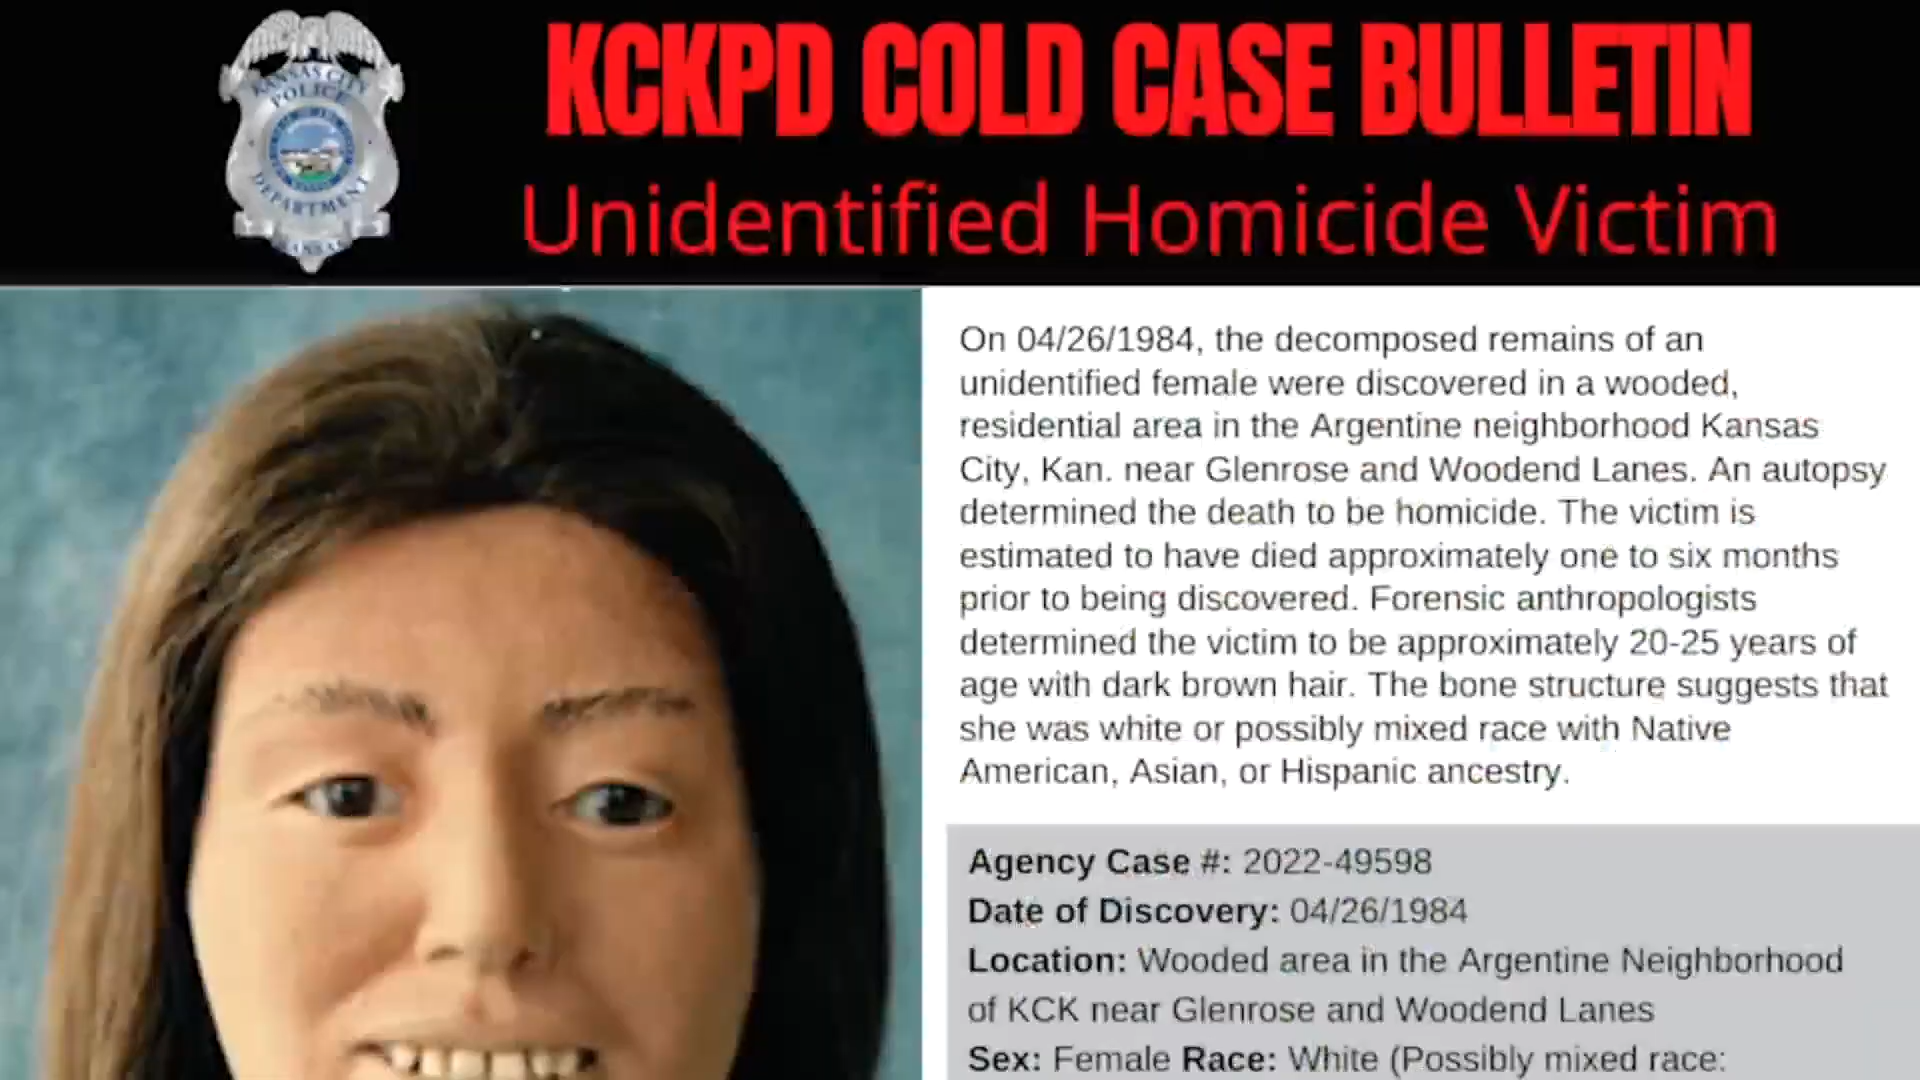 KANSAS CITY
POLICE
DEPARTMENT
KANSAS
KCKPD COLD CASE BULLETIN
Unidentified Homicide Victim
On 04/26/1984, the decomposed remains of an
unidentified female were discovered in a wooded,
residential area in the Argentine neighborhood Kansas
City, Kan. near Glenrose and Woodend Lanes. An autopsy
determined the death to be homicide. The victim is
estimated to have died approximately one to six months
prior to being discovered. Forensic anthropologists
determined the victim to be approximately 20-25 years of
age with dark brown hair. The bone structure suggests that
she was white or possibly mixed race with Native
American, Asian, or Hispanic ancestry.
Agency Case #: 2022-49598
Date of Discovery: 04/26/1984
Location: Wooded area in the Argentine Neighborhood
of KCK near Glenrose and Woodend Lanes
Sex: Female Race: White (Possibly mixed race: